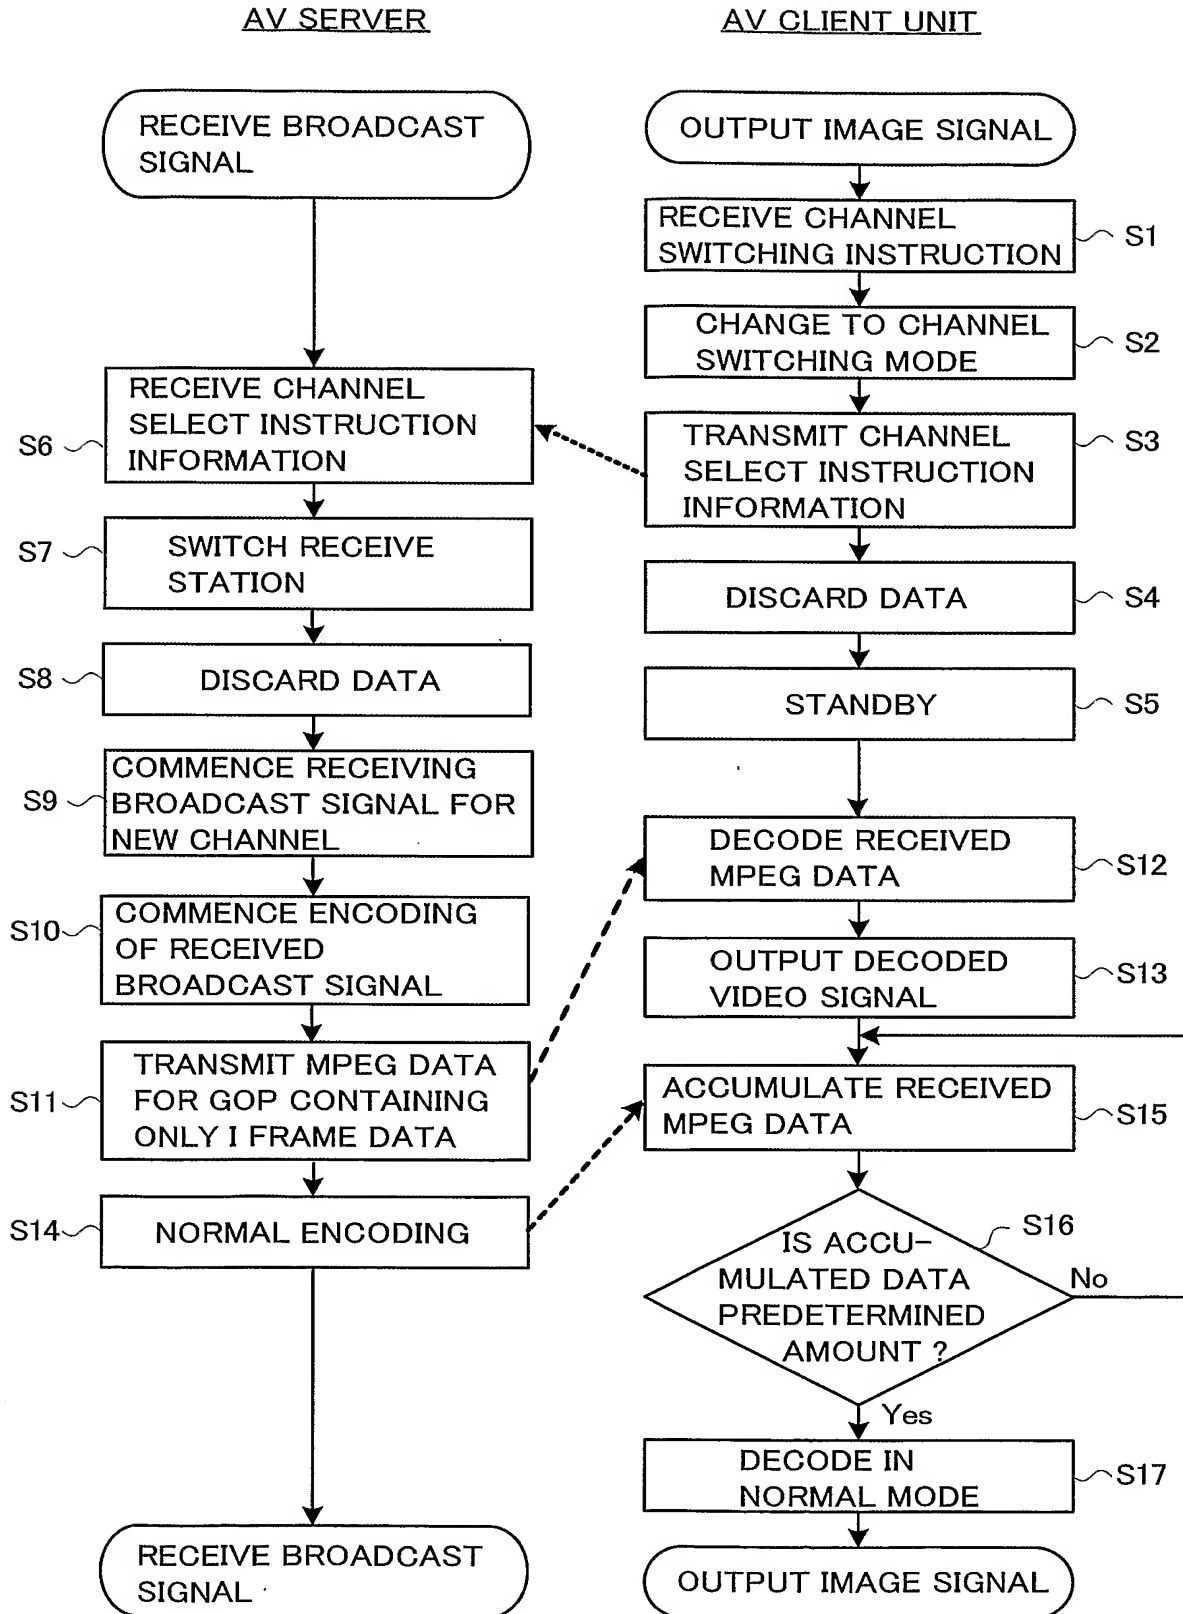 AV SERVER
RECEIVE BROADCAST
SIGNAL
S6
RECEIVE CHANNEL
SELECT INSTRUCTION
INFORMATION
S7
SWITCH RECEIVE
STATION
S8
DISCARD DATA
S9
COMMENCE RECEIVING
BROADCAST SIGNAL FOR
NEW CHANNEL
S10
COMMENCE ENCODING
OF RECEIVED
BROADCAST SIGNAL
S11
TRANSMIT MPEG DATA
FOR GOP CONTAINING
ONLY I FRAME DATA
S14
NORMAL ENCODING
RECEIVE BROADCAST
SIGNAL
AV CLIENT UNIT
OUTPUT IMAGE SIGNAL
RECEIVE CHANNEL
SWITCHING INSTRUCTION
S1
CHANGE TO CHANNEL
SWITCHING MODE
S2
TRANSMIT CHANNEL
SELECT INSTRUCTION
INFORMATION
S3
DISCARD DATA
S4
STANDBY
S5
DECODE RECEIVED
MPEG DATA
S12
OUTPUT DECODED
VIDEO SIGNAL
S13
ACCUMULATE RECEIVED
MPEG DATA
S15
IS ACCU-
MULATED DATA
PREDETERMINED
AMOUNT ?
S16
No
Yes
DECODE IN
NORMAL MODE
S17
OUTPUT IMAGE SIGNAL